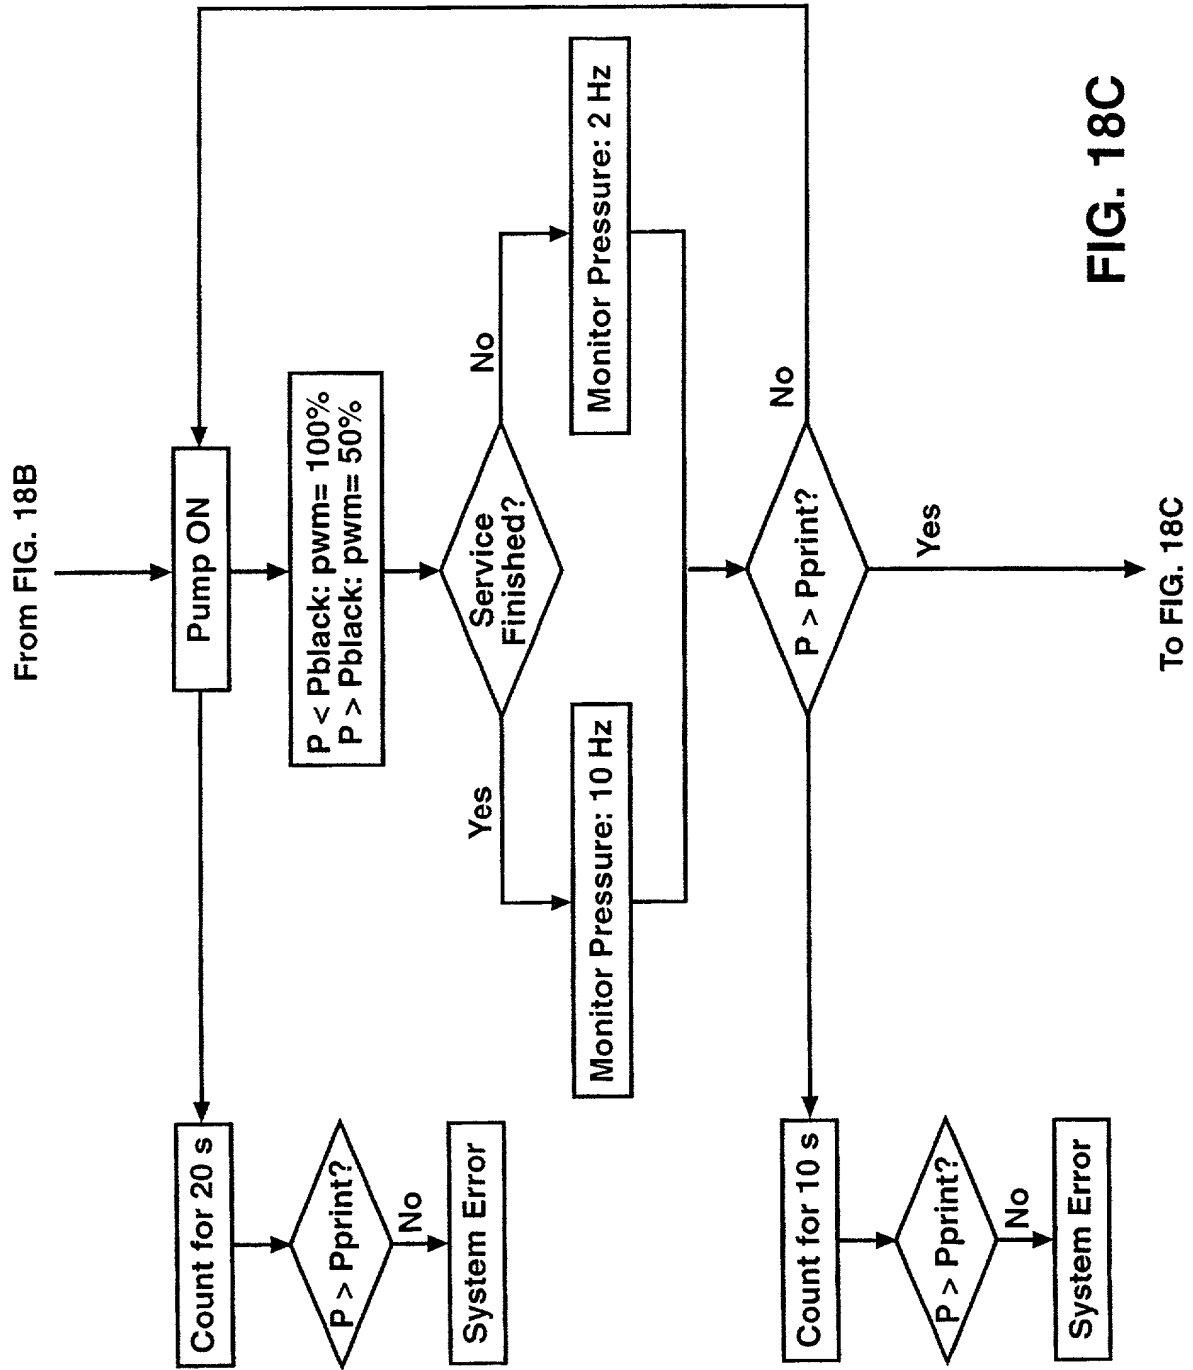 From FIG. 18B
Pump ON
Count for 20 s
P < Pblack: pwm= 100%
P > Pblack: pwm= 50%
P > Pprint?
No
System Error
Service
Finished?
Yes
No
Monitor Pressure: 10 Hz
Monitor Pressure: 2 Hz
P > Pprint?
No
Yes
Count for 10 s
P > Pprint?
No
System Error
To FIG. 18C
FIG. 18C